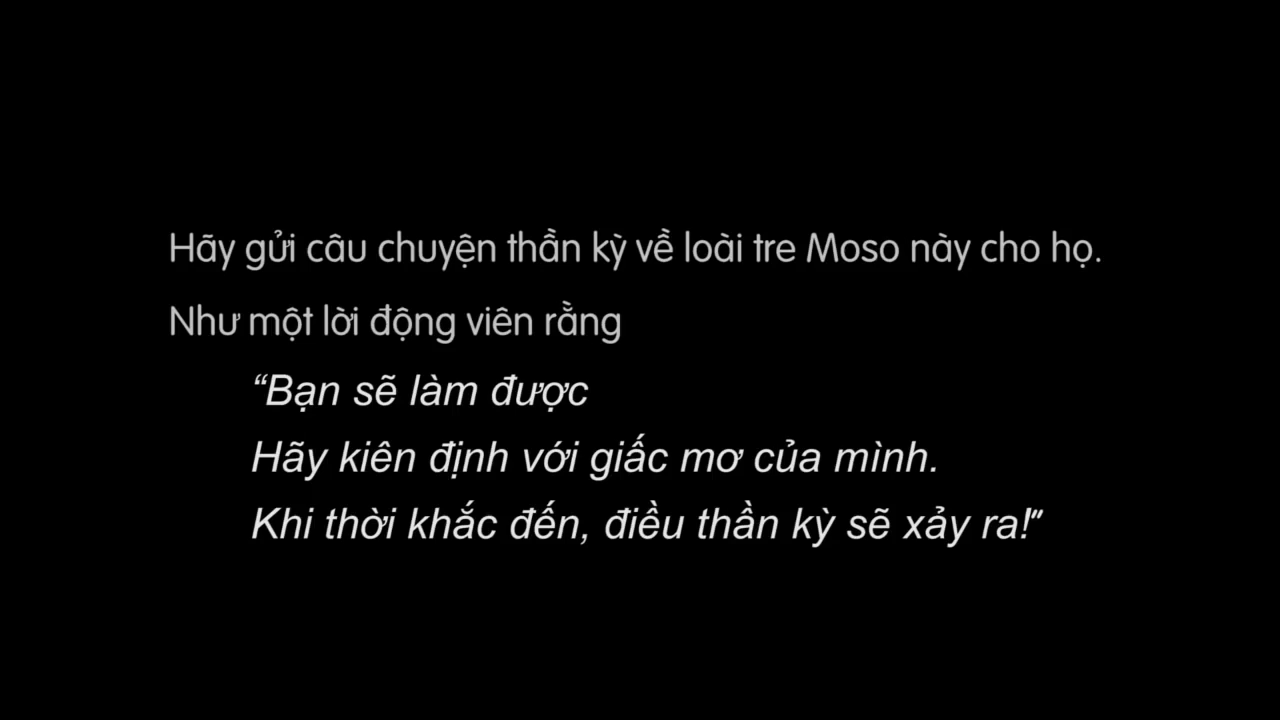 Hãy gửi câu chuyện thần kỳ về loài tre Moso này cho họ.
Như một lời động viên rằng
“Bạn sẽ làm được
Hãy kiên định với giấc mơ của mình.
Khi thời khắc đến, điều thần kỳ sẽ xảy ra!”